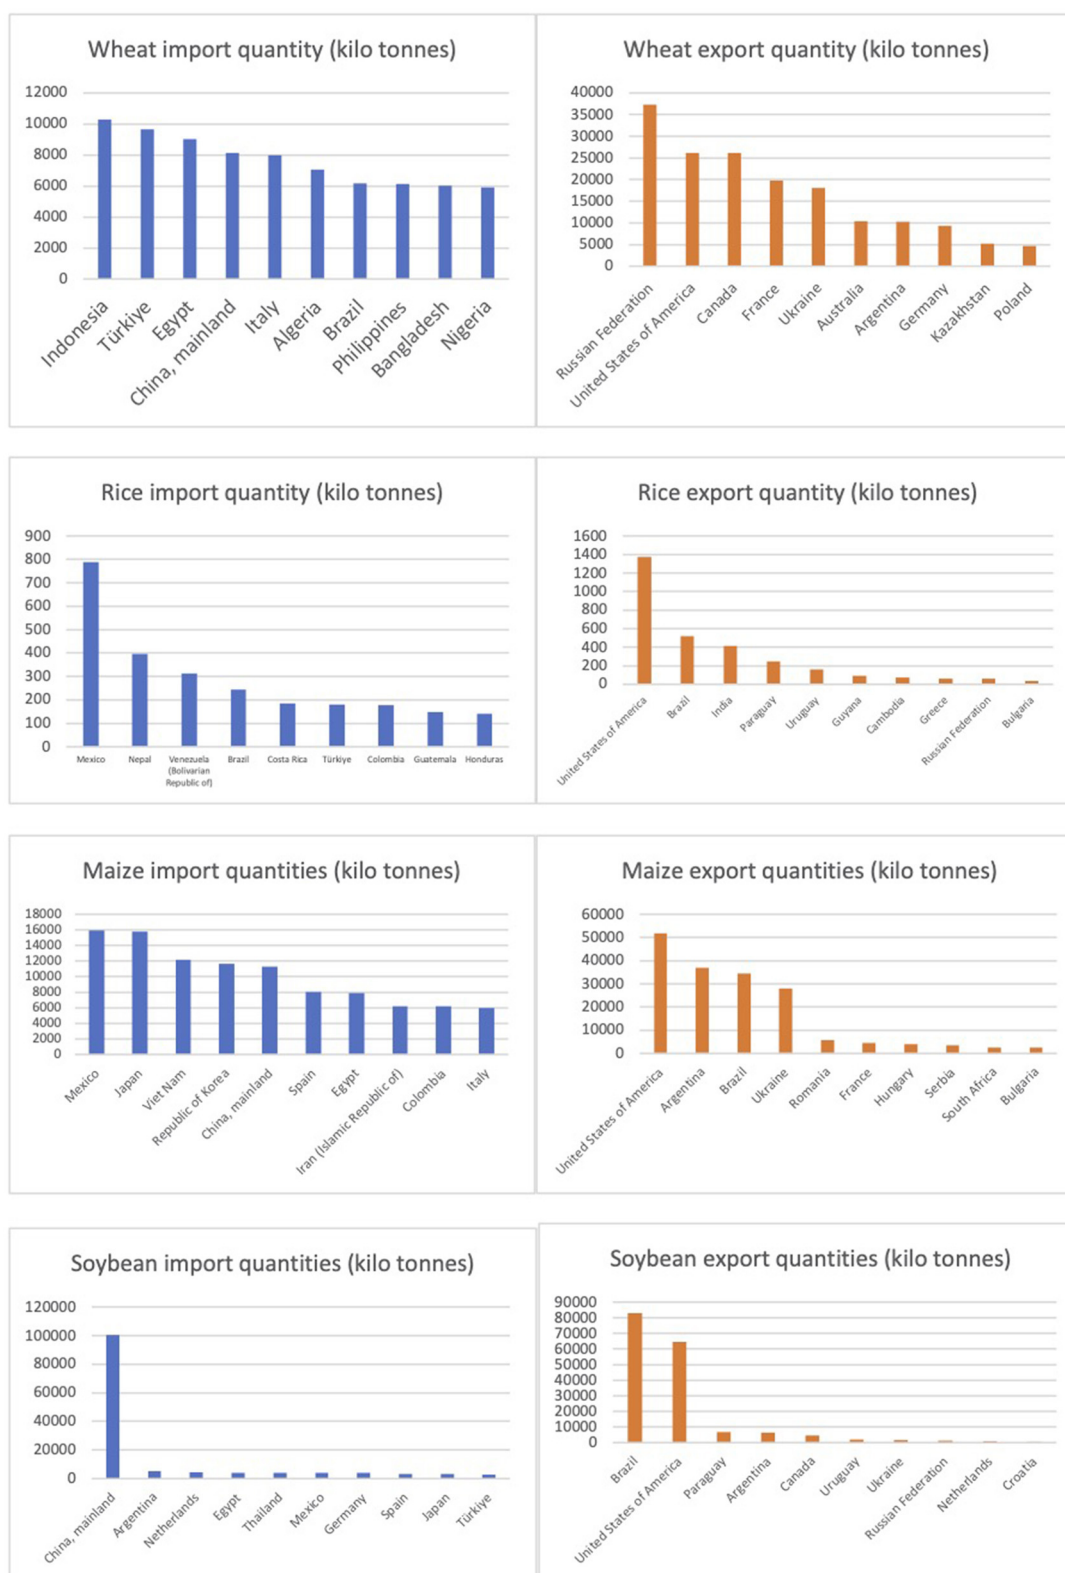 Wheat import quantity (kilo tonnes)
12000
10000
8000
6000
4000
2000
0
Indonesia
Türkiye
Egypt
China, mainland
Italy
Algeria
Brazil
Philippines
Bangladesh
Nigeria
Wheat export quantity (kilo tonnes)
40000
35000
30000
25000
20000
15000
10000
5000
0
Russian Federation
United States of America
Canada
France
Ukraine
Australia
Argentina
Germany
Kazakhstan
Poland
Rice import quantity (kilo tonnes)
900
800
700
600
500
400
300
200
100
0
Mexico
Nepal
Venezuela
(Bolivarian
Republic of)
Brazil
Costa Rica
Türkiye
Colombia
Guatemala
Honduras
Rice export quantity (kilo tonnes)
1600
1400
1200
1000
800
600
400
200
0
United States of America
Brazil
India
Paraguay
Uruguay
Guyana
Cambodia
Greece
Russian Federation
Bulgaria
Maize import quantities (kilo tonnes)
18000
16000
14000
12000
10000
8000
6000
4000
2000
0
Mexico
Japan
Viet Nam
Republic of Korea
China, mainland
Spain
Egypt
Iran (Islamic Republic of)
Colombia
Italy
Maize export quantities (kilo tonnes)
60000
50000
40000
30000
20000
10000
0
United States of America
Argentina
Brazil
Ukraine
Romania
France
Hungary
Serbia
South Africa
Bulgaria
Soybean import quantities (kilo tonnes)
120000
100000
80000
60000
40000
20000
0
China, mainland
Argentina
Netherlands
Egypt
Thailand
Mexico
Germany
Spain
Japan
Türkiye
Soybean export quantities (kilo tonnes)
90000
80000
70000
60000
50000
40000
30000
20000
10000
0
Brazil
United States of America
Paraguay
Argentina
Canada
Uruguay
Ukraine
Russian Federation
Netherlands
Croatia